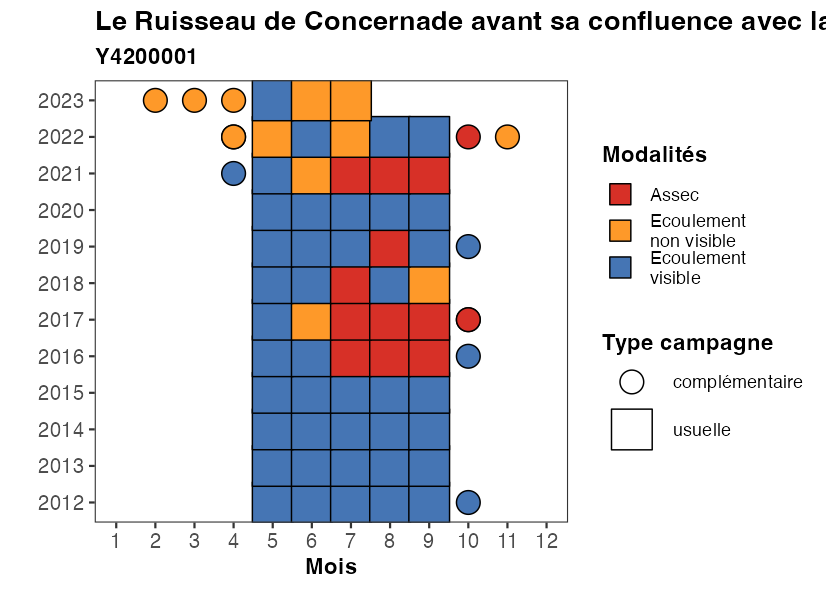 Le Ruisseau de Concernade avant sa confluence avec
Y4200001
2023
2022
2021
2020
2019
2018
2017
2016
2015
2014
2013
2012
1 2 3 4 5 6 7 8 9 10 11 12
Mois
Modalités
Assec
Ecoulement
non visible
Ecoulement
visible
Type campagne
complémentaire
usuelle